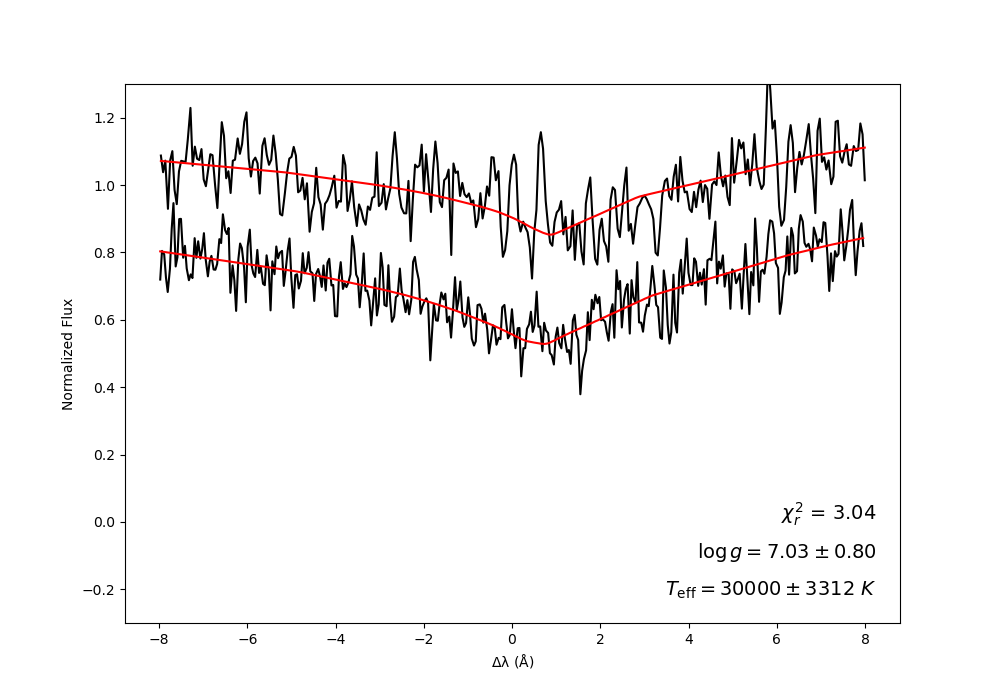 1.2
1.0
0.8
0.6
0.4
0.2
0.0
−0.2
Normalized Flux
χ²ᵣ = 3.04
log g = 7.03 ± 0.80
T_eff = 30000 ± 3312 K
−8 −6 −4 −2 0 2 4 6 8
Δλ (Å)